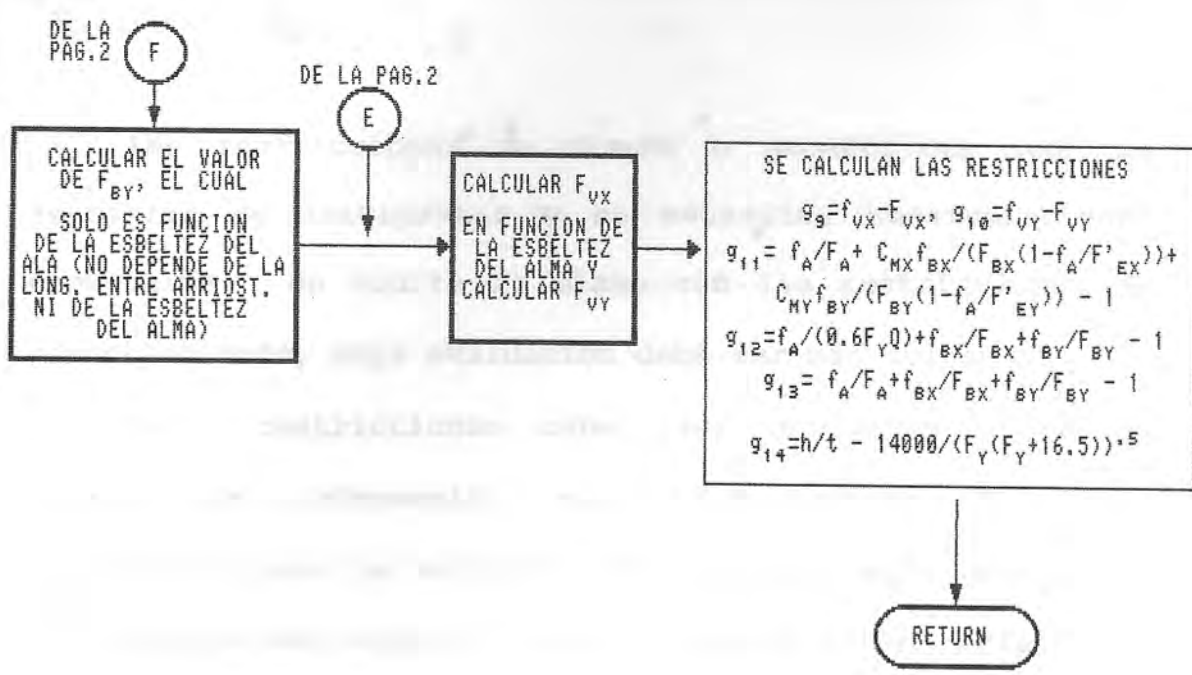 DE LA
PAG.2
F
DE LA PAG.2
E
CALCULAR EL VALOR
DE F_BY, EL CUAL
SOLO ES FUNCION
DE LA ESBELTEZ DEL
ALA (NO DEPENDE DE LA
LONG. ENTRE ARRIOST.
NI DE LA ESBELTEZ
DEL ALMA)
CALCULAR F_VX
EN FUNCION DE
LA ESBELTEZ
DEL ALMA Y
CALCULAR F_VY
SE CALCULAN LAS RESTRICCIONES
g_9=f_VX-F_VX, g_10=f_VY-F_VY
g_11= f_A/F_A+ C_MX f_BX/(F_BX(1-f_A/F'_EX))+
C_MY f_BY/(F_BY(1-f_A/F'_EY)) - 1
g_12=f_A/(0.6F_YQ)+f_BX/F_BX+f_BY/F_BY - 1
g_13= f_A/F_A+f_BX/F_BX+f_BY/F_BY - 1
g_14=h/t - 14000/(F_Y(F_Y+16.5))^.5
RETURN